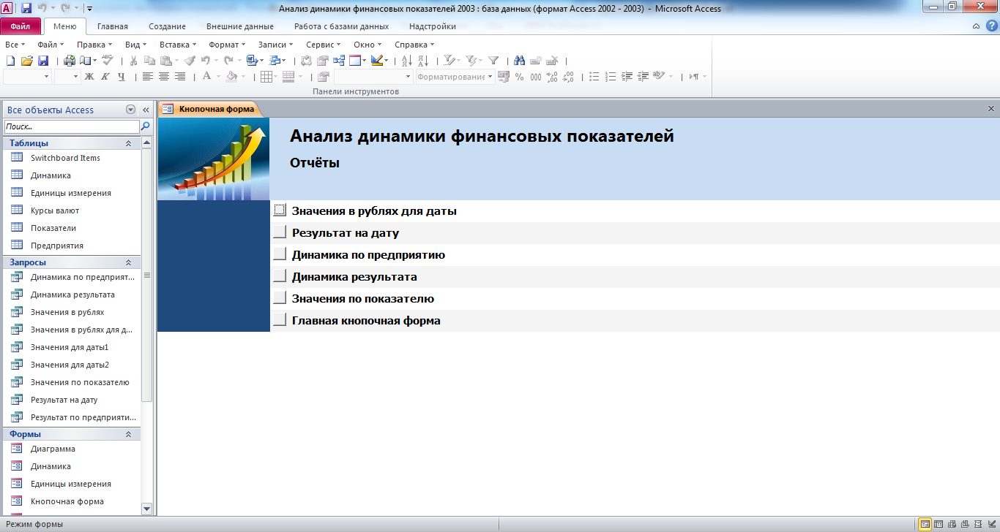 Анализ динамики финансовых показателей 2003 : база данных (формат Access 2002 - 2003) - Microsoft Access
Файл Меню Главная Создание Внешние данные Работа с базами данных Надстройки
Все Файл Правка Вид Вставка Формат Записи Сервис Окно Справка
Ж К Ч Форматирование % 000
Панели инструментов
Все объекты Access
Поиск...
Таблицы
Switchboard Items
Динамика
Единицы измерения
Курсы валют
Показатели
Предприятия
Запросы
Динамика по предприят...
Динамика результата
Значения в рублях
Значения в рублях для д...
Значения для даты1
Значения для даты2
Значения по показателю
Результат на дату
Результат по предприяти...
Формы
Диаграмма
Динамика
Единицы измерения
Кнопочная форма
Кнопочная форма
Анализ динамики финансовых показателей
Отчёты
Значения в рублях для даты
Результат на дату
Динамика по предприятию
Динамика результата
Значения по показателю
Главная кнопочная форма
Режим формы